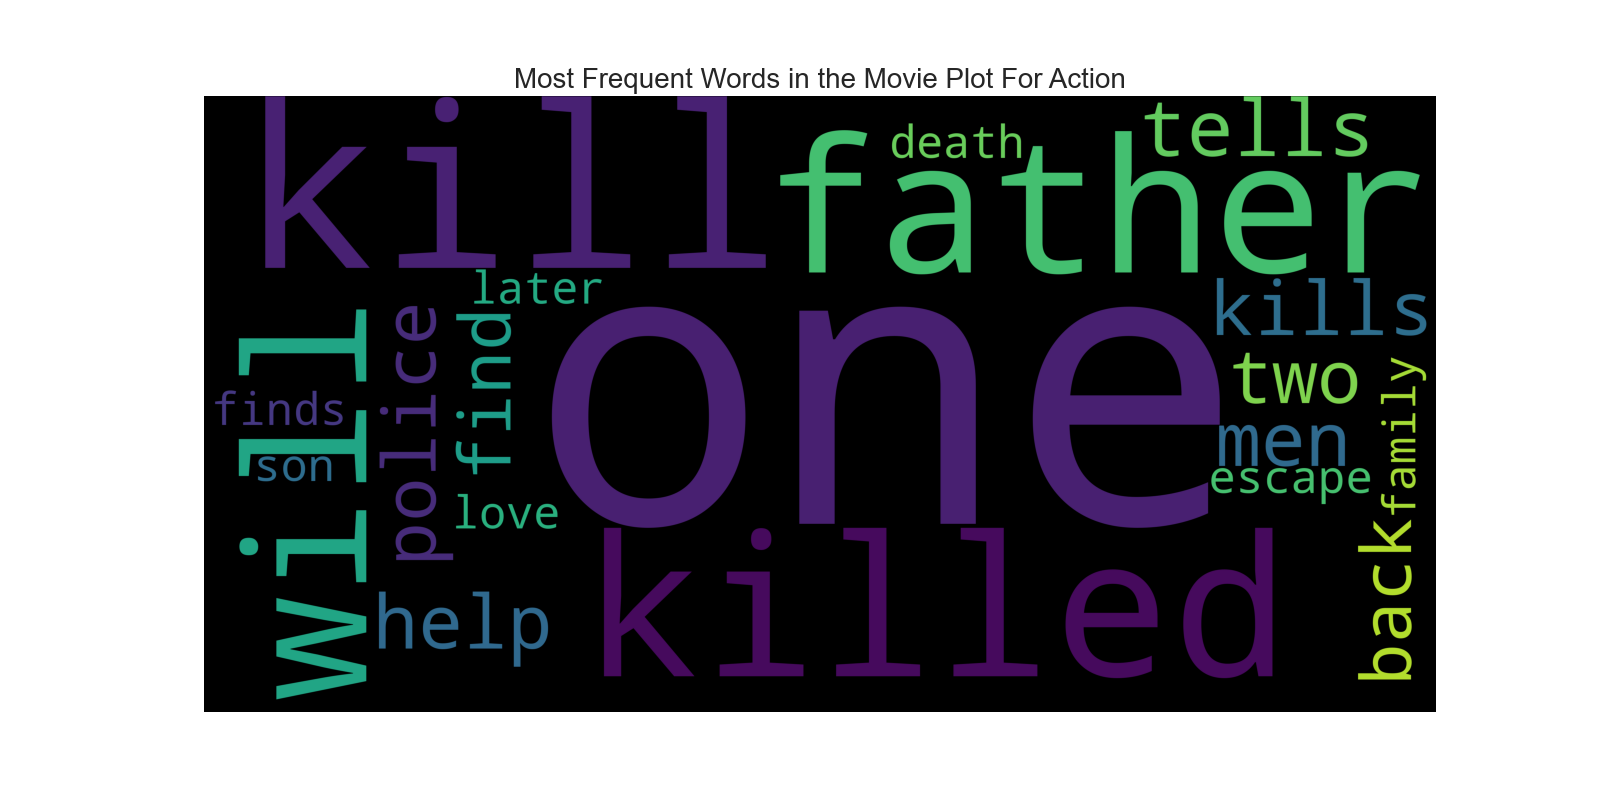 Most Frequent Words in the Movie Plot For Action
kill
father
death
tells
later
one
kills
will
police
find
two
finds
men
family
son
escape
love
back
help
killed